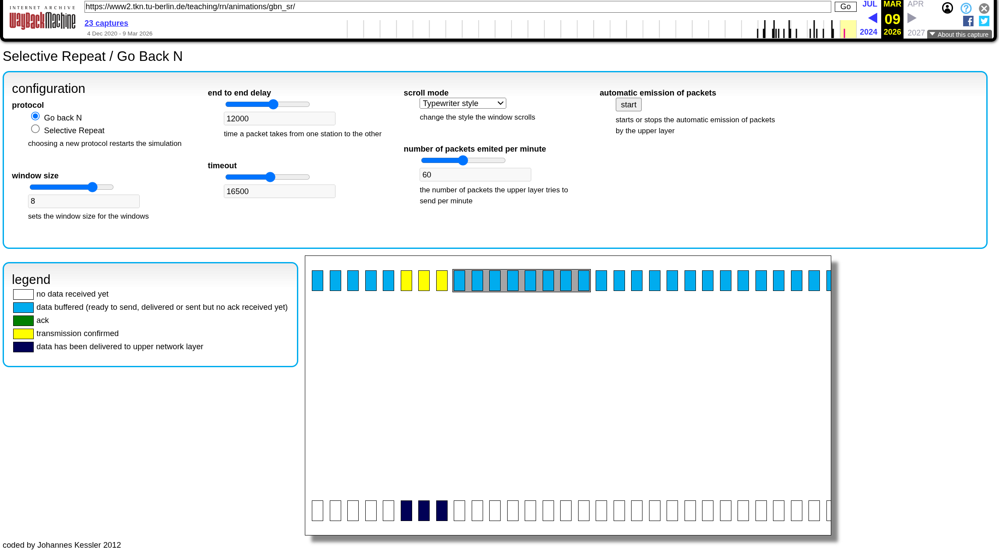 INTERNET ARCHIVE
WayBackMachine
https://www2.tkn.tu-berlin.de/teaching/rn/animations/gbn_sr/
Go
23 captures
4 Dec 2020 - 9 Mar 2026
JUL MAR APR
09
2024 2026 2027
About this capture
Selective Repeat / Go Back N
configuration
protocol
Go back N
Selective Repeat
choosing a new protocol restarts the simulation
window size
8
sets the window size for the windows
end to end delay
12000
time a packet takes from one station to the other
timeout
16500
scroll mode
Typewriter style
change the style the window scrolls
number of packets emited per minute
60
the number of packets the upper layer tries to
send per minute
automatic emission of packets
start
starts or stops the automatic emission of packets
by the upper layer
legend
no data received yet
data buffered (ready to send, delivered or sent but no ack received yet)
ack
transmission confirmed
data has been delivered to upper network layer
coded by Johannes Kessler 2012